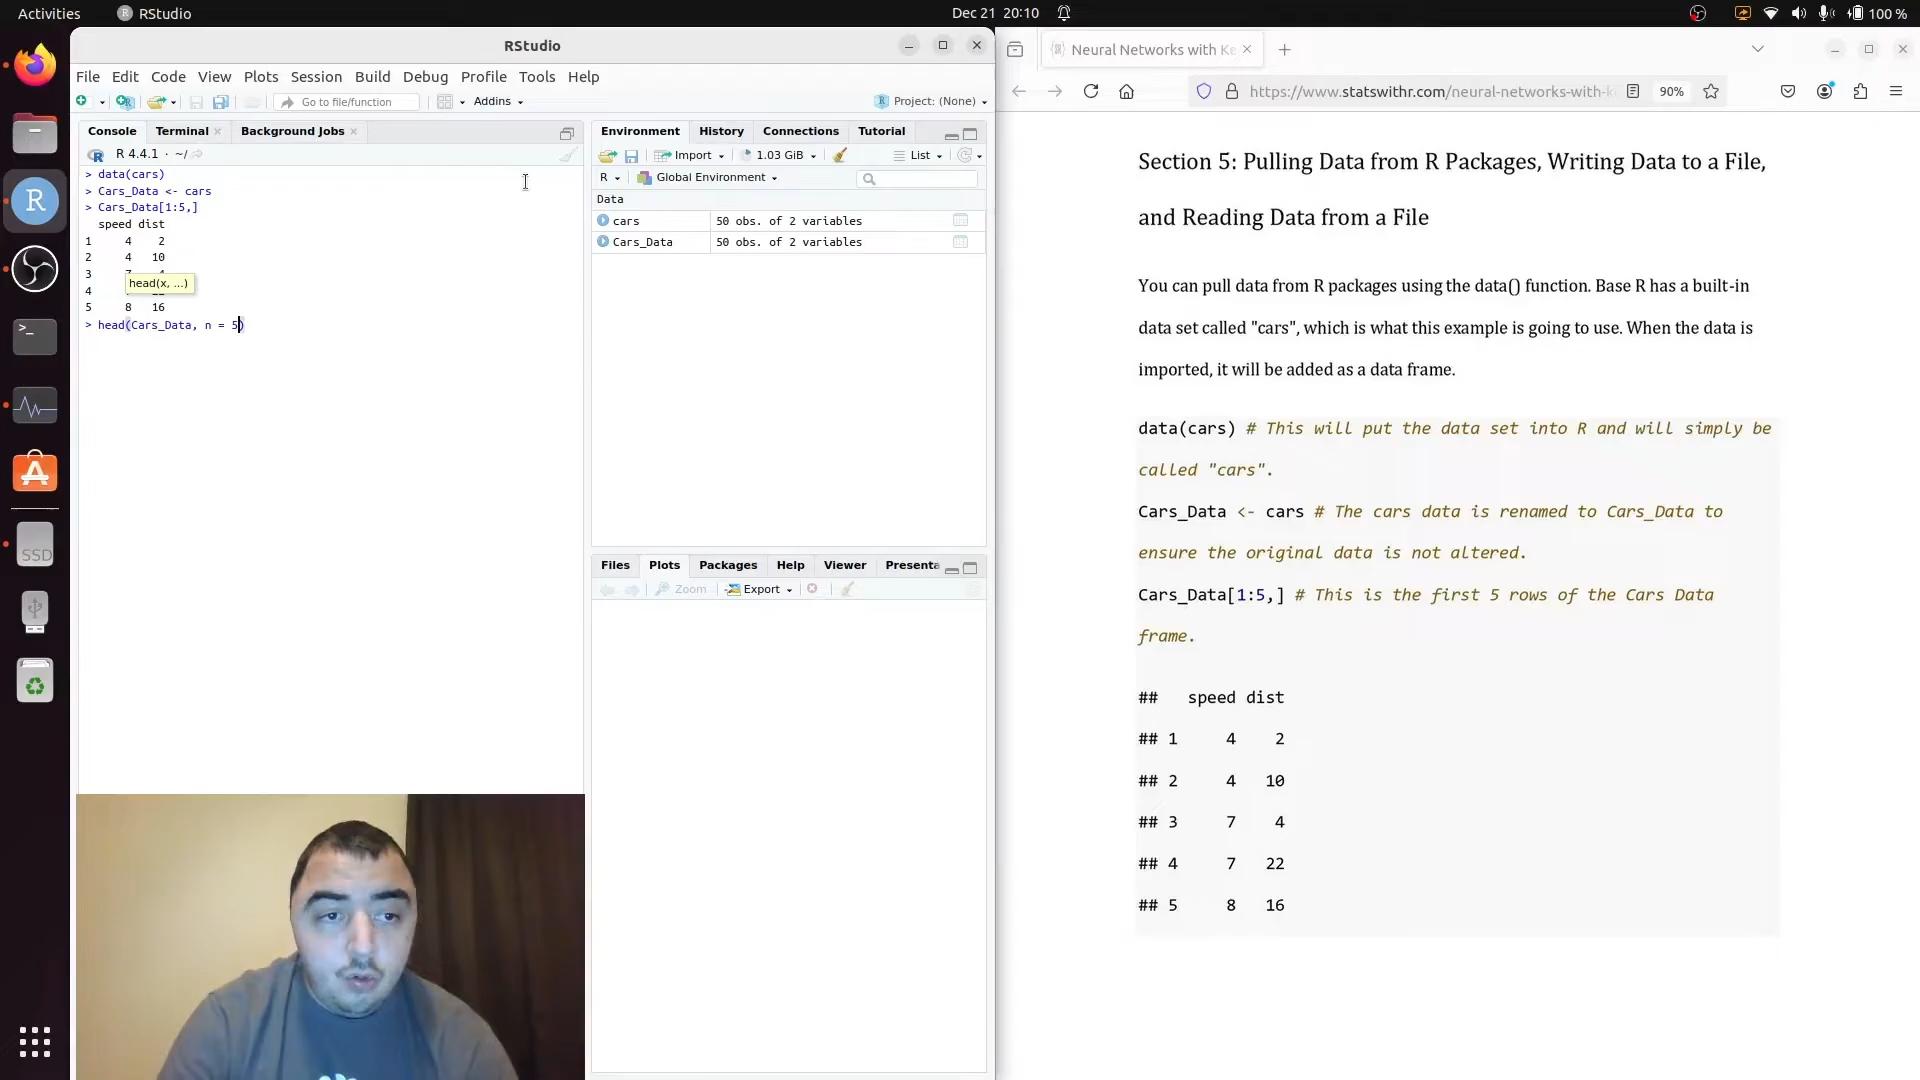 Activities
RStudio
Dec 21 20:10
100 %
RStudio
File Edit Code View Plots Session Build Debug Profile Tools Help
Go to file/function
Addins
Project: (None)
Console
Terminal
Background Jobs
R 4.4.1 · ~/
> data(cars)
> Cars_Data <- cars
> Cars_Data[1:5,]
speed dist
1 4 2
2 4 10
3
4
head(x, ...)
5 8 16
> head(Cars_Data, n = 5)
Environment History Connections Tutorial
Import
1.03 GiB
List
R
Global Environment
Data
cars 50 obs. of 2 variables
Cars_Data 50 obs. of 2 variables
Files Plots Packages Help Viewer Presenta
Zoom
Export
SSD
Neural Networks with Ke
https://www.statswithr.com/neural-networks-with-k
90%
Section 5: Pulling Data from R Packages, Writing Data to a File,
and Reading Data from a File
You can pull data from R packages using the data() function. Base R has a built-in
data set called "cars", which is what this example is going to use. When the data is
imported, it will be added as a data frame.
data(cars) # This will put the data set into R and will simply be
called "cars".
Cars_Data <- cars # The cars data is renamed to Cars_Data to
ensure the original data is not altered.
Cars_Data[1:5,] # This is the first 5 rows of the Cars Data
frame.
## speed dist
## 1 4 2
## 2 4 10
## 3 7 4
## 4 7 22
## 5 8 16